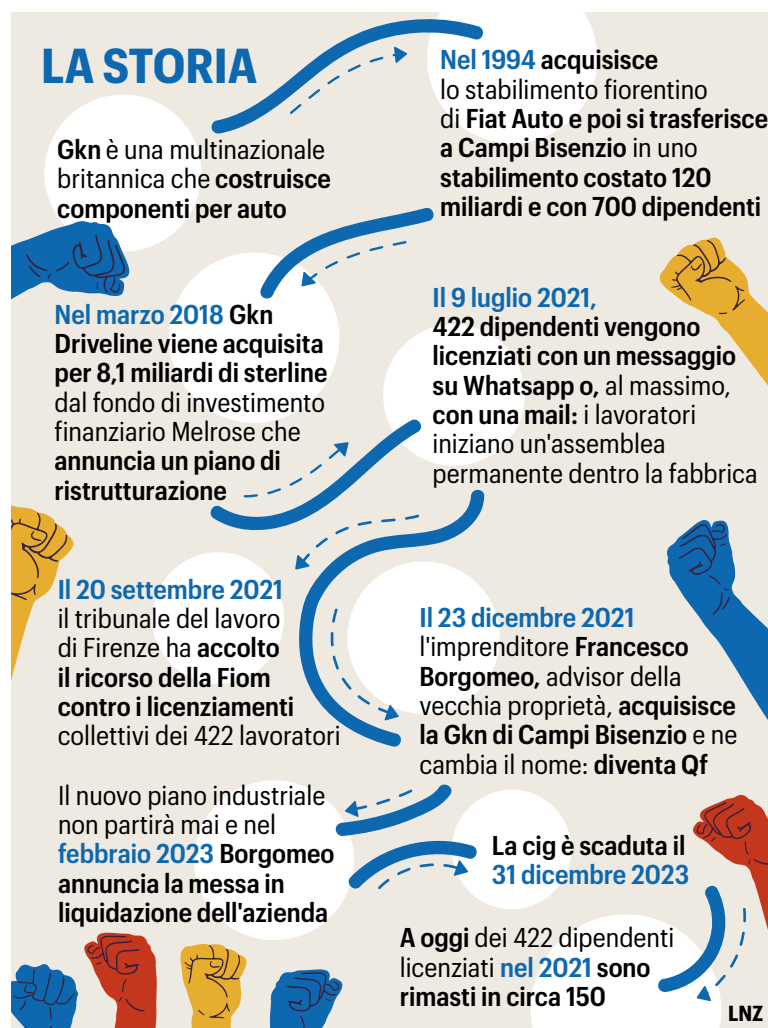 LA STORIA
Gkn è una multinazionale
britannica che costruisce
componenti per auto
Nel 1994 acquisisce
lo stabilimento fiorentino
di Fiat Auto e poi si trasferisce
a Campi Bisenzio in uno
stabilimento costato 120
miliardi e con 700 dipendenti
Nel marzo 2018 Gkn
Driveline viene acquisita
per 8,1 miliardi di sterline
dal fondo di investimento
finanziario Melrose che
annuncia un piano di
ristrutturazione
Il 9 luglio 2021,
422 dipendenti vengono
licenziati con un messaggio
su Whatsapp o, al massimo,
con una mail: i lavoratori
iniziano un'assemblea
permanente dentro la fabbrica
Il 20 settembre 2021
il tribunale del lavoro
di Firenze ha accolto
il ricorso della Fiom
contro i licenziamenti
collettivi dei 422 lavoratori
Il 23 dicembre 2021
l'imprenditore Francesco
Borgomeo, advisor della
vecchia proprietà, acquisisce
la Gkn di Campi Bisenzio e ne
cambia il nome: diventa Qf
Il nuovo piano industriale
non partirà mai e nel
febbraio 2023 Borgomeo
annuncia la messa in
liquidazione dell'azienda
La cig è scaduta il
31 dicembre 2023
A oggi dei 422 dipendenti
licenziati nel 2021 sono
rimasti in circa 150
LNZ